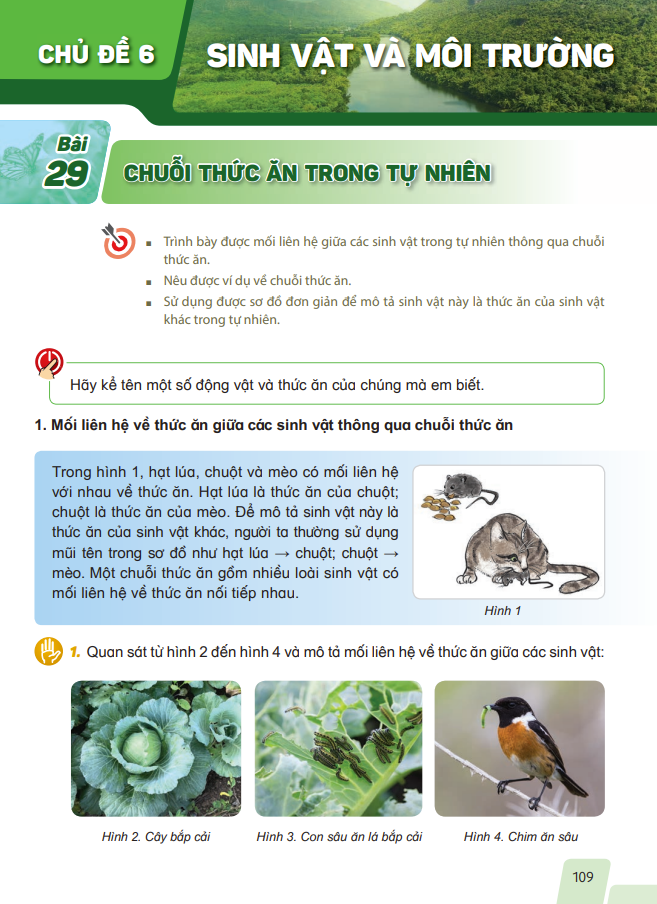 CHỦ ĐỀ 6
SINH VẬT VÀ MÔI TRƯỜNG
Bài
29
CHUỖI THỨC ĂN TRONG TỰ NHIÊN
▪ Trình bày được mối liên hệ giữa các sinh vật trong tự nhiên thông qua chuỗi
thức ăn.
▪ Nêu được ví dụ về chuỗi thức ăn.
▪ Sử dụng được sơ đồ đơn giản để mô tả sinh vật này là thức ăn của sinh vật
khác trong tự nhiên.
Hãy kể tên một số động vật và thức ăn của chúng mà em biết.
1. Mối liên hệ về thức ăn giữa các sinh vật thông qua chuỗi thức ăn
Trong hình 1, hạt lúa, chuột và mèo có mối liên hệ
với nhau về thức ăn. Hạt lúa là thức ăn của chuột;
chuột là thức ăn của mèo. Để mô tả sinh vật này là
thức ăn của sinh vật khác, người ta thường sử dụng
mũi tên trong sơ đồ như hạt lúa → chuột; chuột →
mèo. Một chuỗi thức ăn gồm nhiều loài sinh vật có
mối liên hệ về thức ăn nối tiếp nhau.
Hình 1
1. Quan sát từ hình 2 đến hình 4 và mô tả mối liên hệ về thức ăn giữa các sinh vật:
Hình 2. Cây bắp cải
Hình 3. Con sâu ăn lá bắp cải
Hình 4. Chim ăn sâu
109